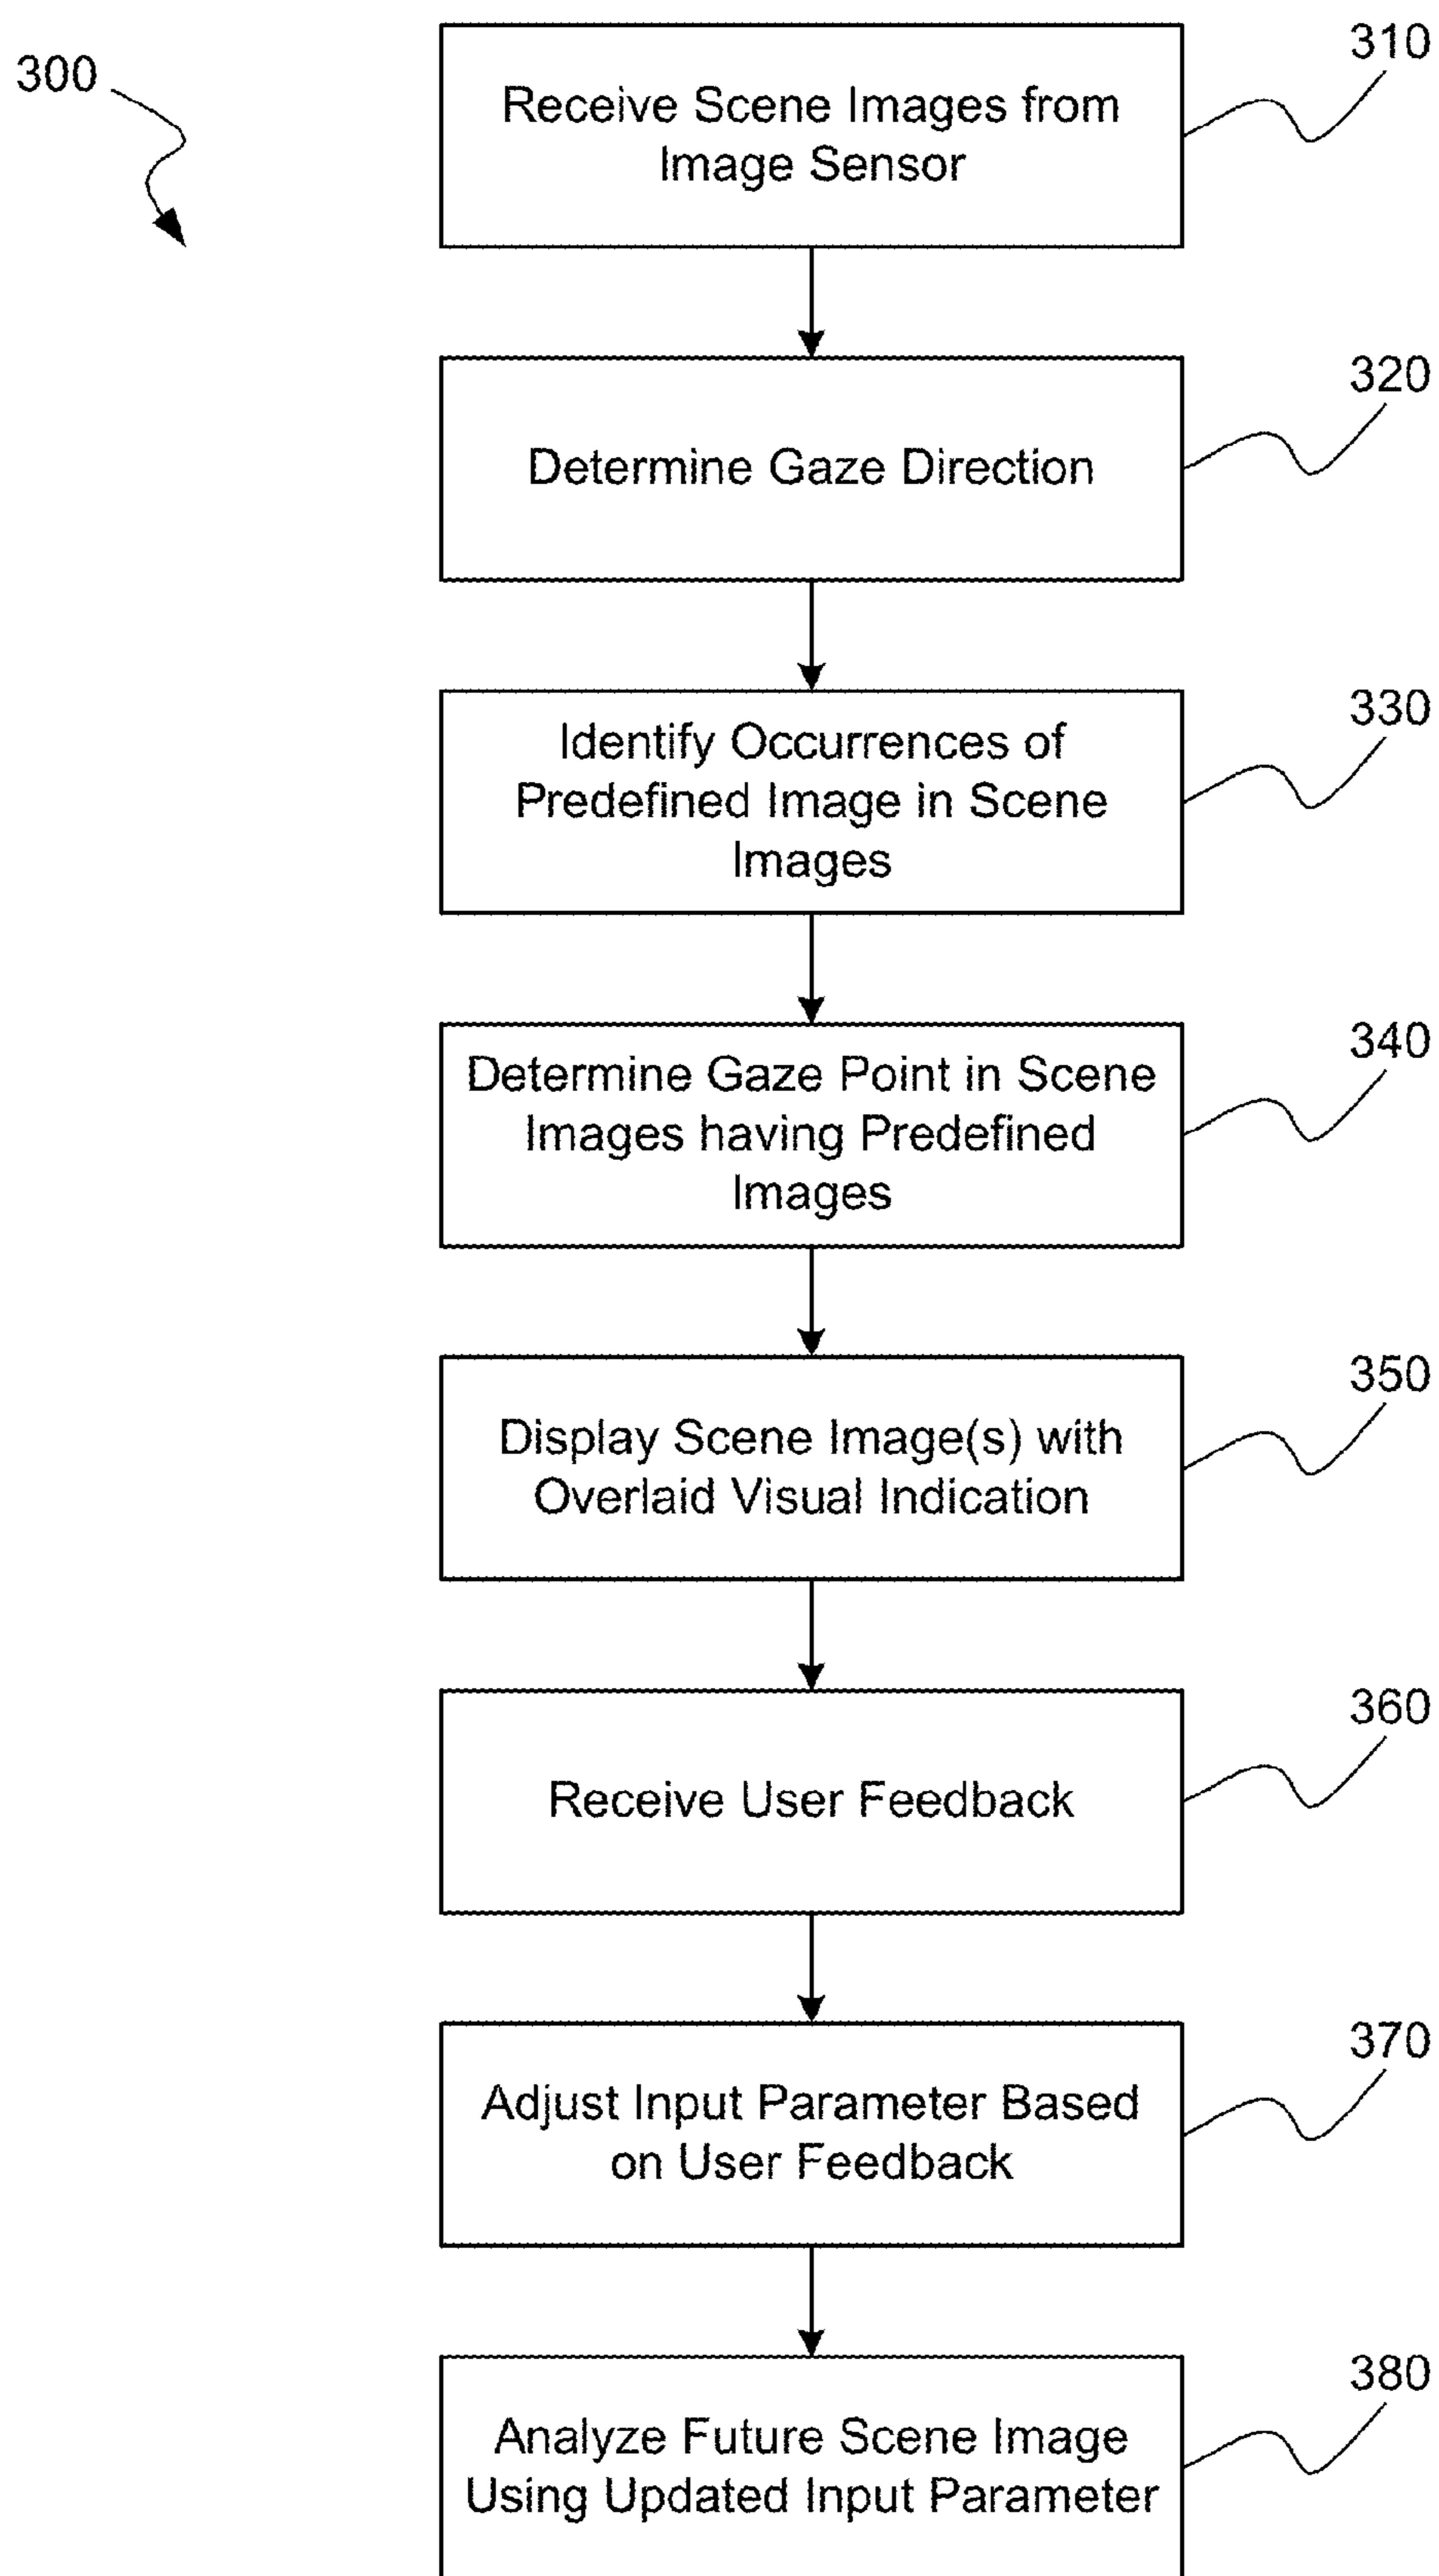 300
310
Receive Scene Images from
Image Sensor
320
Determine Gaze Direction
330
Identify Occurrences of
Predefined Image in Scene
Images
340
Determine Gaze Point in Scene
Images having Predefined
Images
350
Display Scene Image(s) with
Overlaid Visual Indication
360
Receive User Feedback
370
Adjust Input Parameter Based
on User Feedback
380
Analyze Future Scene Image
Using Updated Input Parameter